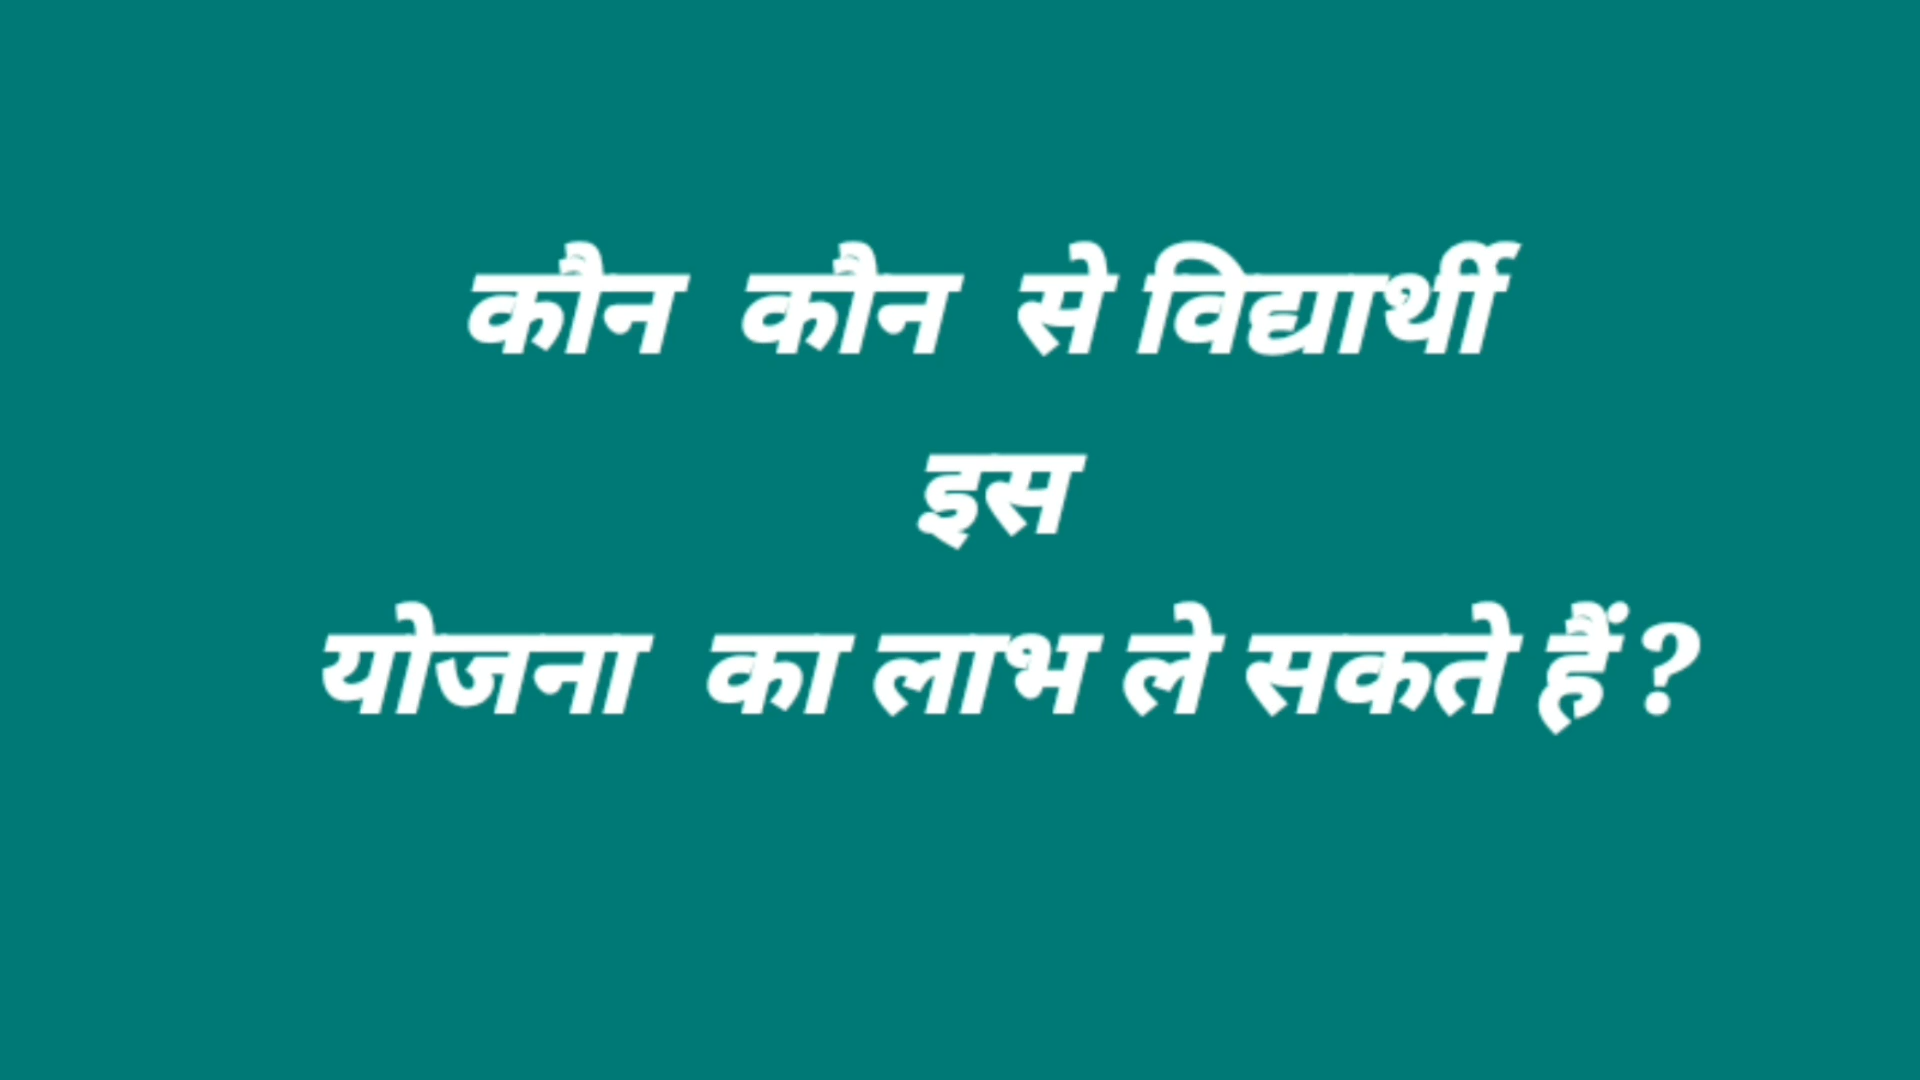 कौन कौन से विद्यार्थी
इस
योजना का लाभ ले सकते हैं ?